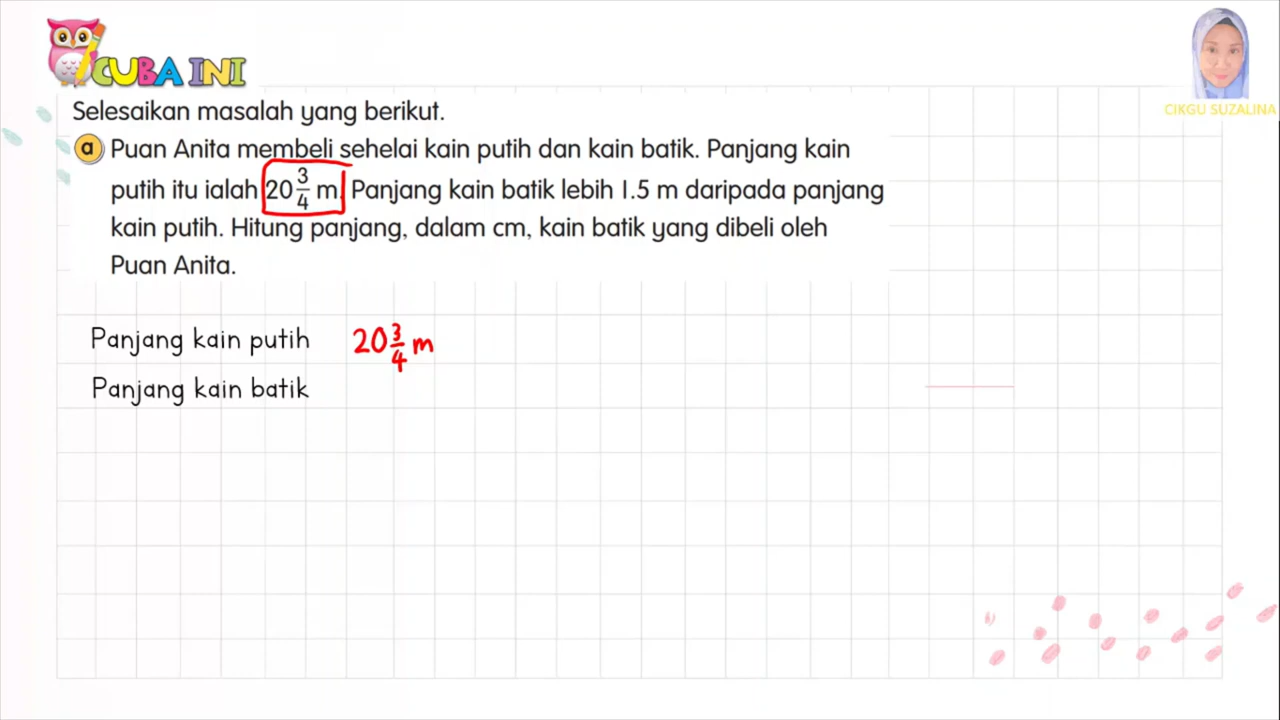 CUBA INI
CIKGU SUZALINA
Selesaikan masalah yang berikut.
a Puan Anita membeli sehelai kain putih dan kain batik. Panjang kain
putih itu ialah 20 3/4 m. Panjang kain batik lebih 1.5 m daripada panjang
kain putih. Hitung panjang, dalam cm, kain batik yang dibeli oleh
Puan Anita.
Panjang kain putih 20 3/4 m
Panjang kain batik